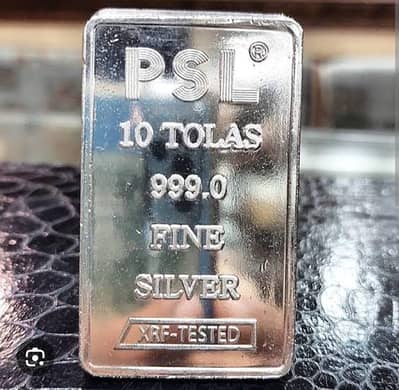 PSL®
10 TOLAS
999.0
FINE
SILVER
XRF-TESTED